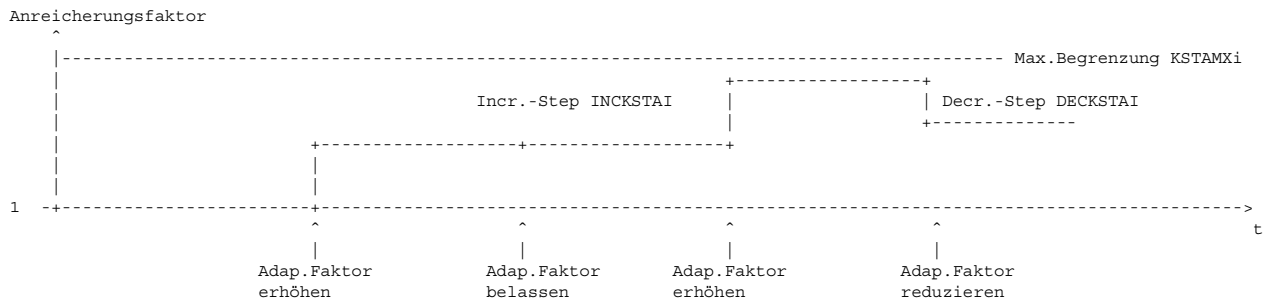 Anreicherungsfaktor
Max.Begrenzung KSTAMXi
Incr.-Step INCKSTAI Decr.-Step DECKSTAI
1
t
Adap.Faktor Adap.Faktor Adap.Faktor Adap.Faktor
erhöhen belassen erhöhen reduzieren